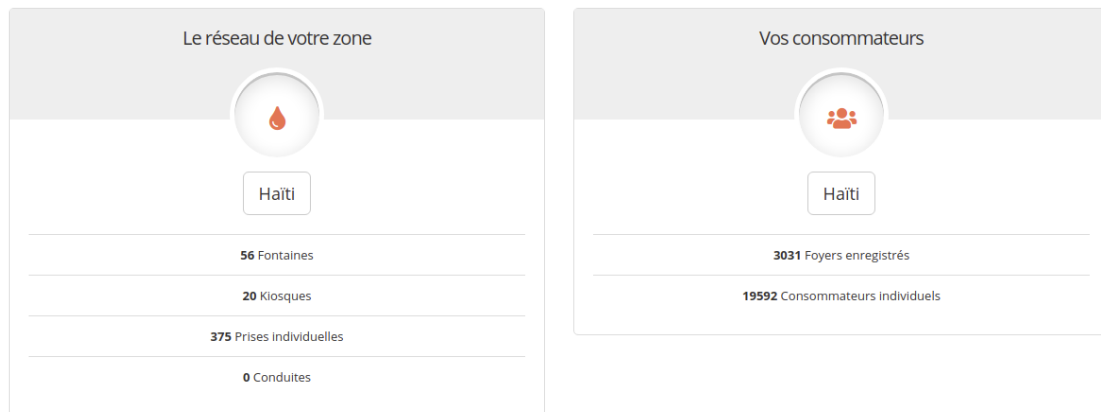 Le réseau de votre zone
Haïti
56 Fontaines
20 Kiosques
375 Prises individuelles
0 Conduites
Vos consommateurs
Haïti
3031 Foyers enregistrés
19592 Consommateurs individuels